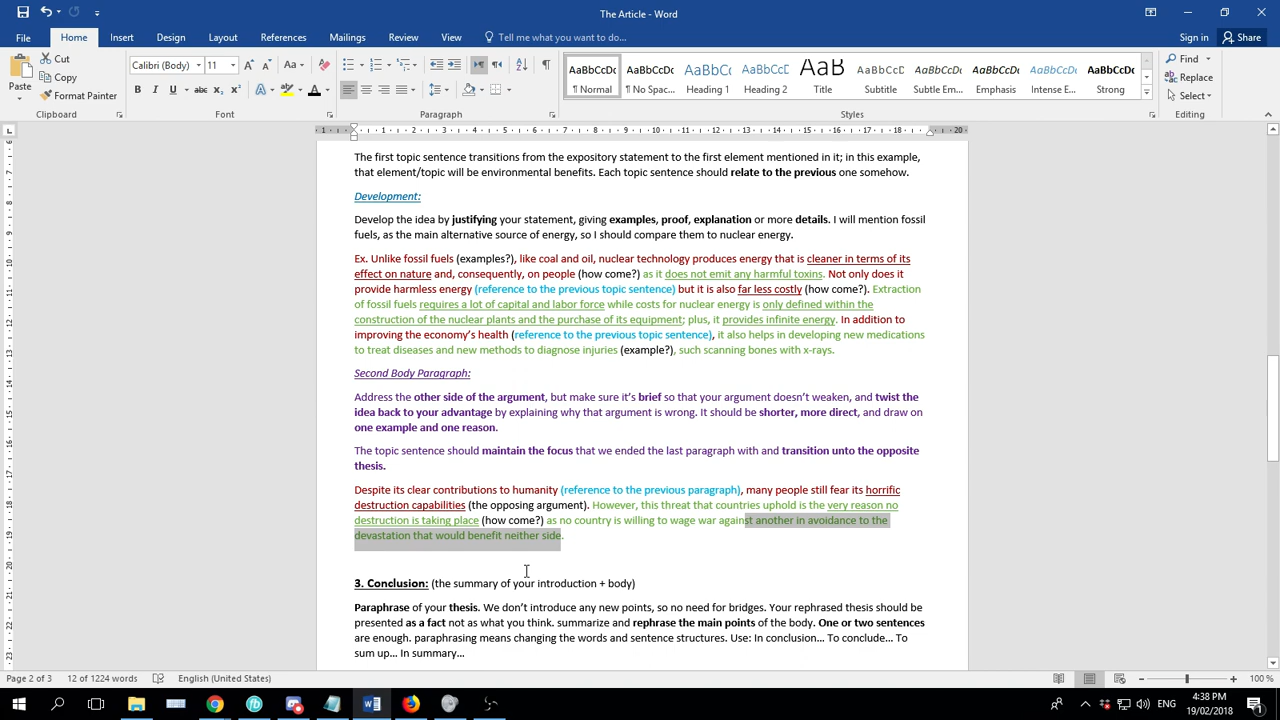 The Article - Word
Sign in Share
File Home Insert Design Layout References Mailings Review View Tell me what you want to do...
Cut
Copy
Format Painter
Paste
Calibri (Body) 11
AaBbCcDc AaBbCcDc AaBbCc AaBbCcD AaB AaBbCcD AaBbCcDc AaBbCcDc AaBbCcDc AaBbCcDc
¶ Normal ¶ No Spac... Heading 1 Heading 2 Title Subtitle Subtle Em... Emphasis Intense E... Strong
Find
Replace
Select
Clipboard Font Paragraph Styles Editing
1 1 2 3 4 5 6 7 8 9 10 11 12 13 14 15 16 17 18 20
The first topic sentence transitions from the expository statement to the first element mentioned in it; in this example,
that element/topic will be environmental benefits. Each topic sentence should relate to the previous one somehow.
Development:
Develop the idea by justifying your statement, giving examples, proof, explanation or more details. I will mention fossil
fuels, as the main alternative source of energy, so I should compare them to nuclear energy.
Ex. Unlike fossil fuels (examples?), like coal and oil, nuclear technology produces energy that is cleaner in terms of its
effect on nature and, consequently, on people (how come?) as it does not emit any harmful toxins. Not only does it
provide harmless energy (reference to the previous topic sentence) but it is also far less costly (how come?). Extraction
of fossil fuels requires a lot of capital and labor force while costs for nuclear energy is only defined within the
construction of the nuclear plants and the purchase of its equipment; plus, it provides infinite energy. In addition to
improving the economy's health (reference to the previous topic sentence), it also helps in developing new medications
to treat diseases and new methods to diagnose injuries (example?), such scanning bones with x-rays.
Second Body Paragraph:
Address the other side of the argument, but make sure it's brief so that your argument doesn't weaken, and twist the
idea back to your advantage by explaining why that argument is wrong. It should be shorter, more direct, and draw on
one example and one reason.
The topic sentence should maintain the focus that we ended the last paragraph with and transition unto the opposite
thesis.
Despite its clear contributions to humanity (reference to the previous paragraph), many people still fear its horrific
destruction capabilities (the opposing argument). However, this threat that countries uphold is the very reason no
destruction is taking place (how come?) as no country is willing to wage war against another in avoidance to the
devastation that would benefit neither side.
3. Conclusion: (the summary of your introduction + body)
Paraphrase of your thesis. We don't introduce any new points, so no need for bridges. Your rephrased thesis should be
presented as a fact not as what you think. summarize and rephrase the main points of the body. One or two sentences
are enough. paraphrasing means changing the words and sentence structures. Use: In conclusion... To conclude... To
sum up... In summary...
Page 2 of 3 12 of 1224 words English (United States) 100 %
ENG 4:38 PM
19/02/2018